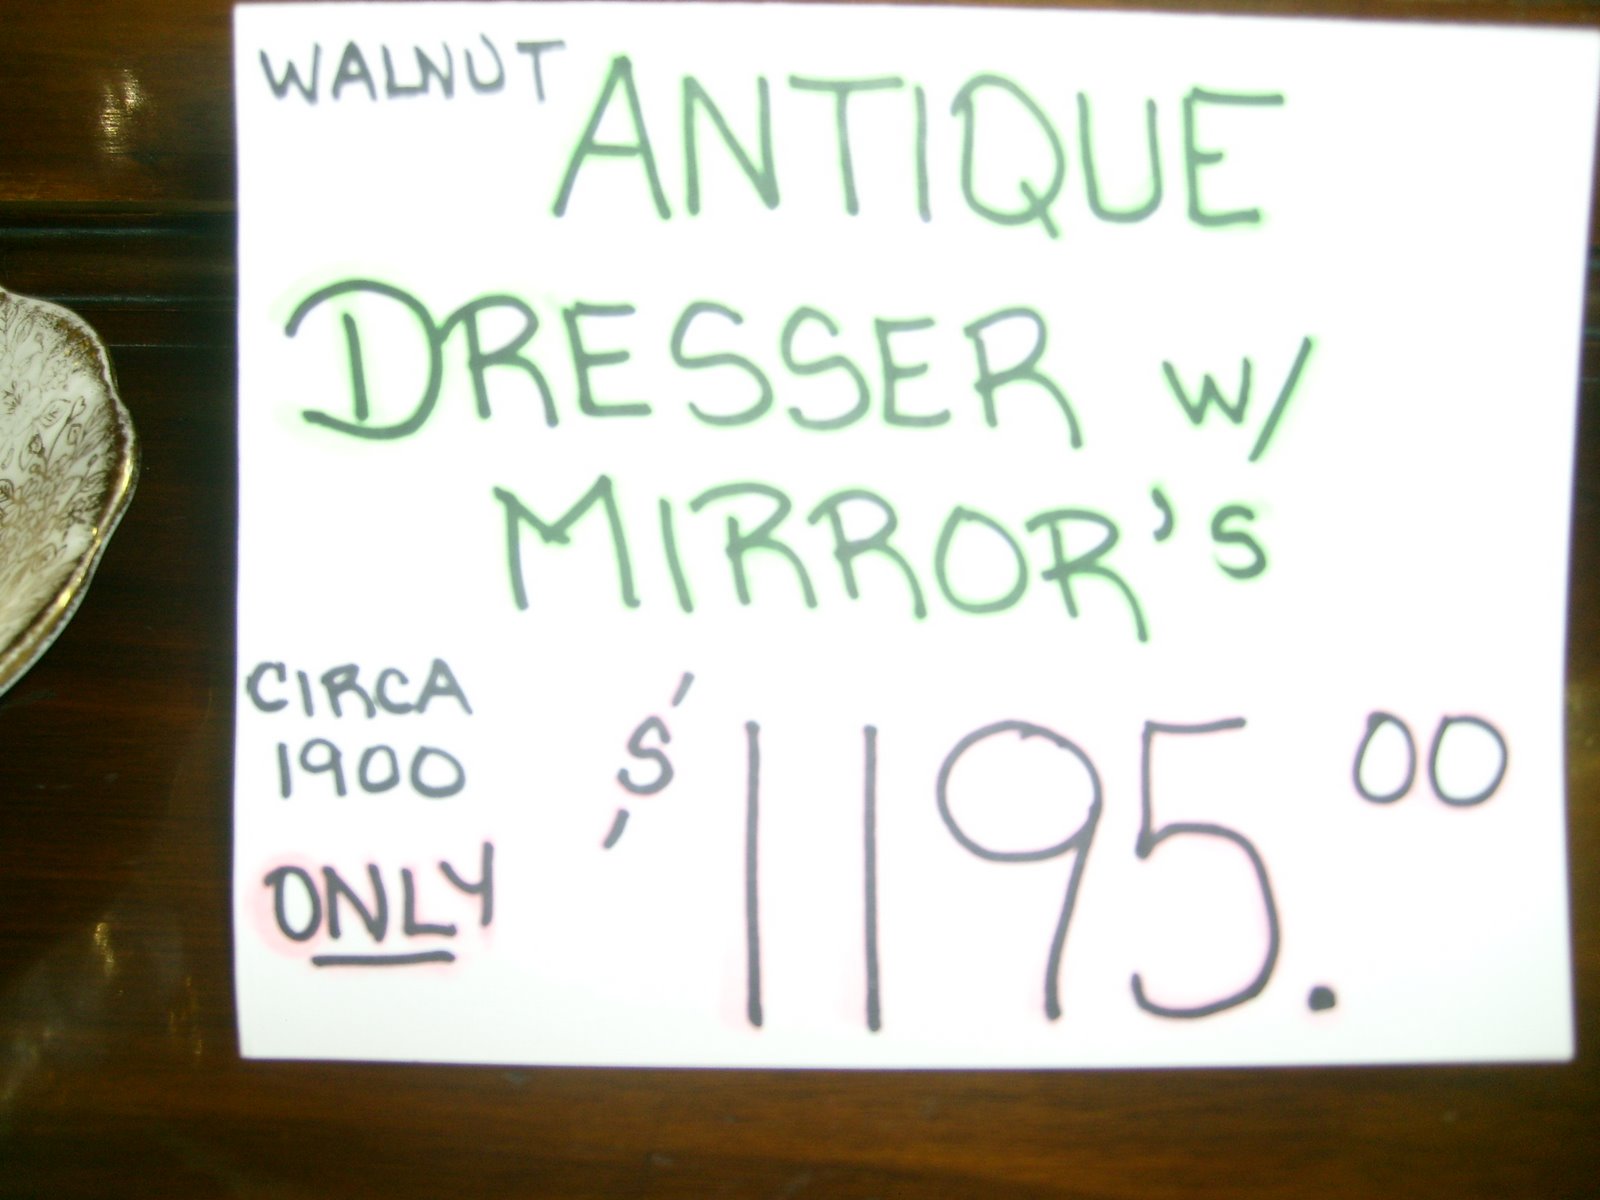 WALNUT ANTIQUE
DRESSER W/
MIRROR'S
CIRCA
1900
ONLY
$1195.00